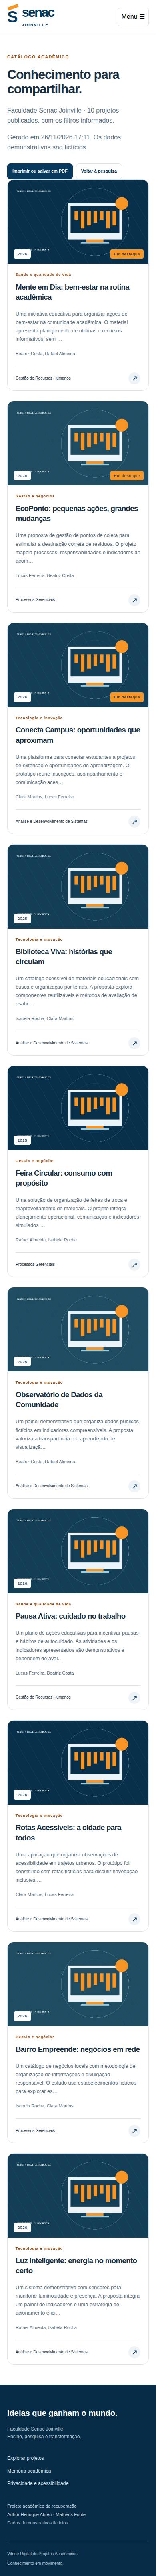 senac
JOINVILLE
Menu ☰
CATÁLOGO ACADÊMICO
Conhecimento para
compartilhar.
Faculdade Senac Joinville · 10 projetos
publicados, com os filtros informados.
Gerado em 26/11/2026 17:11. Os dados
demonstrativos são fictícios.
Imprimir ou salvar em PDF
Voltar à pesquisa
2026
Em destaque
Saúde e qualidade de vida
Mente em Dia: bem-estar na rotina
acadêmica
Uma iniciativa educativa para organizar ações de
bem-estar na comunidade acadêmica. O material
apresenta planejamento de oficinas e recursos
informativos, sem …
Beatriz Costa, Rafael Almeida
Gestão de Recursos Humanos
↗
2026
Em destaque
Gestão e negócios
EcoPonto: pequenas ações, grandes
mudanças
Uma proposta de gestão de pontos de coleta para
estimular a destinação correta de resíduos. O projeto
mapeia processos, responsabilidades e indicadores de
acom…
Lucas Ferreira, Beatriz Costa
Processos Gerenciais
↗
2026
Em destaque
Tecnologia e inovação
Conecta Campus: oportunidades que
aproximam
Uma plataforma para conectar estudantes a projetos
de extensão e oportunidades de aprendizagem. O
protótipo reúne inscrições, acompanhamento e
comunicação aces…
Clara Martins, Lucas Ferreira
Análise e Desenvolvimento de Sistemas
↗
2025
Tecnologia e inovação
Biblioteca Viva: histórias que
circulam
Um catálogo acessível de materiais educacionais com
busca e organização por temas. A proposta explora
componentes reutilizáveis e métodos de avaliação de
usabi…
Isabela Rocha, Clara Martins
Análise e Desenvolvimento de Sistemas
↗
2025
Gestão e negócios
Feira Circular: consumo com
propósito
Uma solução de organização de feiras de troca e
reaproveitamento de materiais. O projeto integra
planejamento operacional, comunicação e indicadores
simulados …
Rafael Almeida, Isabela Rocha
Processos Gerenciais
↗
Tecnologia e inovação
Observatório de Dados da
Comunidade
Um painel demonstrativo que organiza dados públicos
fictícios em indicadores compreensíveis. A proposta
valoriza a transparência e o aprendizado de
visualizaçã…
Beatriz Costa, Rafael Almeida
Análise e Desenvolvimento de Sistemas
↗
Saúde e qualidade de vida
Pausa Ativa: cuidado no trabalho
Um plano de ações educativas para incentivar pausas
e hábitos de autocuidado. As atividades e os
indicadores apresentados são demonstrativos e
dependem de aval…
Lucas Ferreira, Beatriz Costa
Gestão de Recursos Humanos
↗
Tecnologia e inovação
Rotas Acessíveis: a cidade para
todos
Uma aplicação que organiza observações de
acessibilidade em trajetos urbanos. O protótipo foi
construído com rotas fictícias para discutir navegação
inclusiva …
Clara Martins, Lucas Ferreira
Análise e Desenvolvimento de Sistemas
↗
2026
Gestão e negócios
Bairro Empreende: negócios em rede
Um catálogo de negócios locais com metodologia de
organização de informações e divulgação
responsável. O estudo usa estabelecimentos fictícios
para explorar es…
Isabela Rocha, Clara Martins
Processos Gerenciais
↗
2026
Tecnologia e inovação
Luz Inteligente: energia no momento
certo
Um sistema demonstrativo com sensores para
monitorar luminosidade e presença. A proposta integra
leitura de dados e indicadores e uma estratégia de
acionamento efici…
Rafael Almeida, Isabela Rocha
Análise e Desenvolvimento de Sistemas
↗
Ideias que ganham o mundo.
Faculdade Senac Joinville
Ensino, pesquisa e transformação.
Explorar projetos
Memória acadêmica
Privacidade e acessibilidade
Projeto acadêmico de recuperação
Arthur Henrique Abreu · Matheus Freite
Dados demonstrativos fictícios.
Vitrine Digital de Projetos Acadêmicos
Conhecimento em movimento.